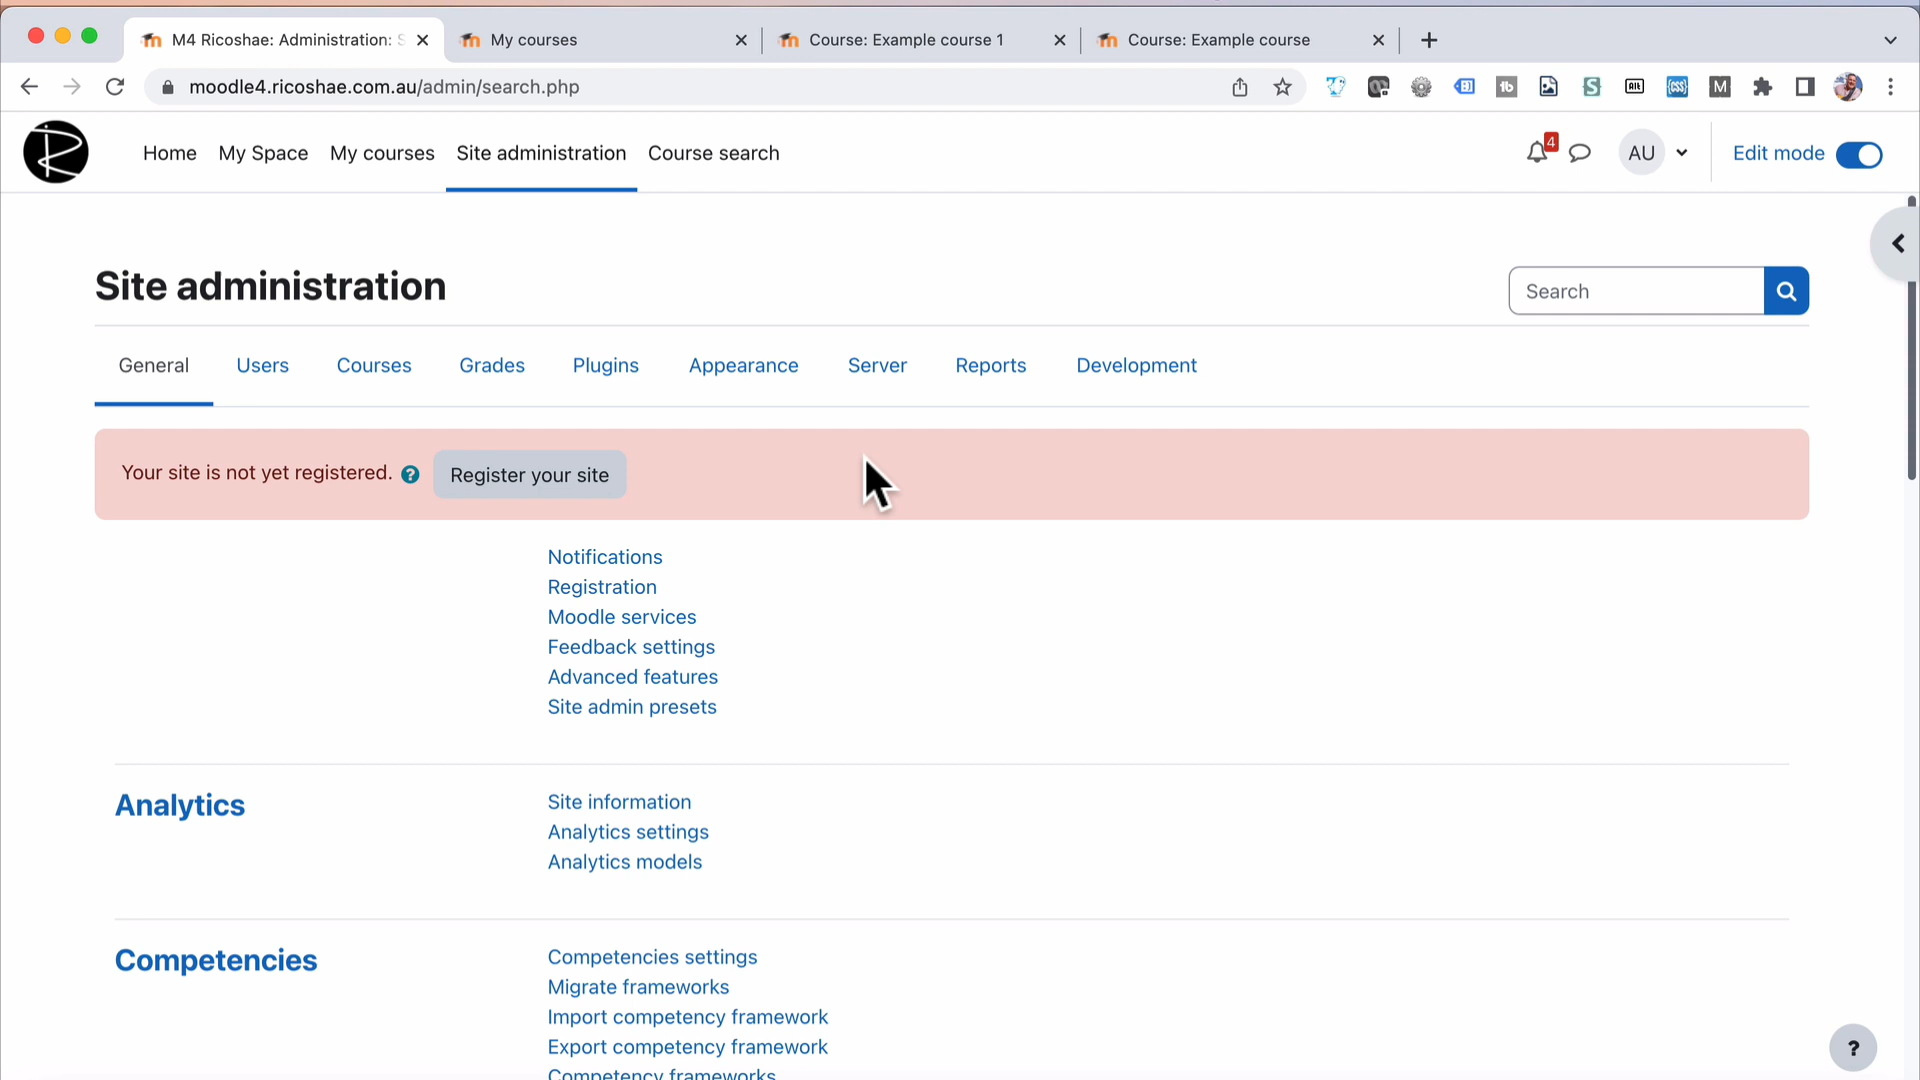 M4 Ricoshae: Administration: S
My courses
Course: Example course 1
Course: Example course
moodle4.ricoshae.com.au/admin/search.php
Home
My Space
My courses
Site administration
Course search
4
AU
Edit mode
Site administration
Search
General
Users
Courses
Grades
Plugins
Appearance
Server
Reports
Development
Your site is not yet registered.
?
Register your site
Notifications
Registration
Moodle services
Feedback settings
Advanced features
Site admin presets
Analytics
Site information
Analytics settings
Analytics models
Competencies
Competencies settings
Migrate frameworks
Import competency framework
Export competency framework
Competency frameworks
?